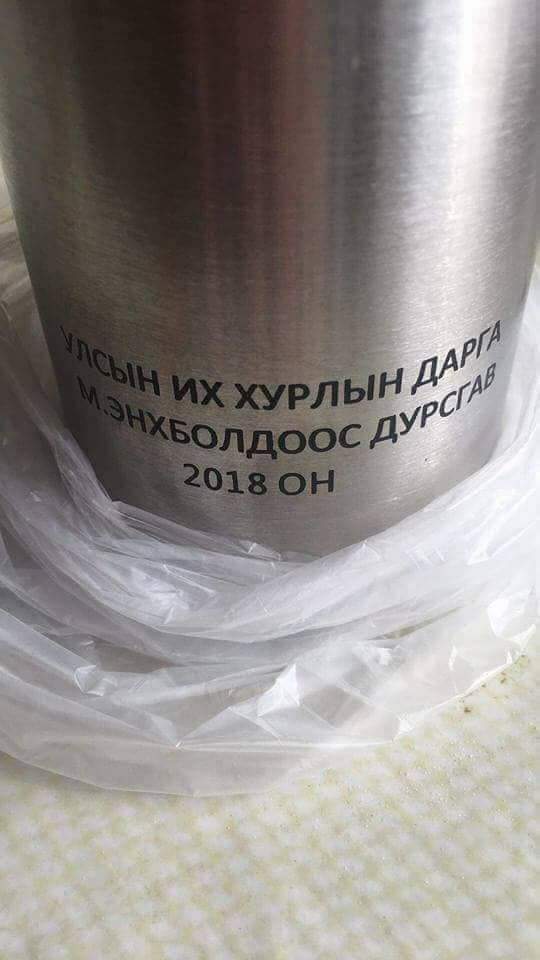 УЛСЫН ИХ ХУРЛЫН ДАРГА
М.ЭНХБОЛДООС ДУРСГАВ
2018 ОН